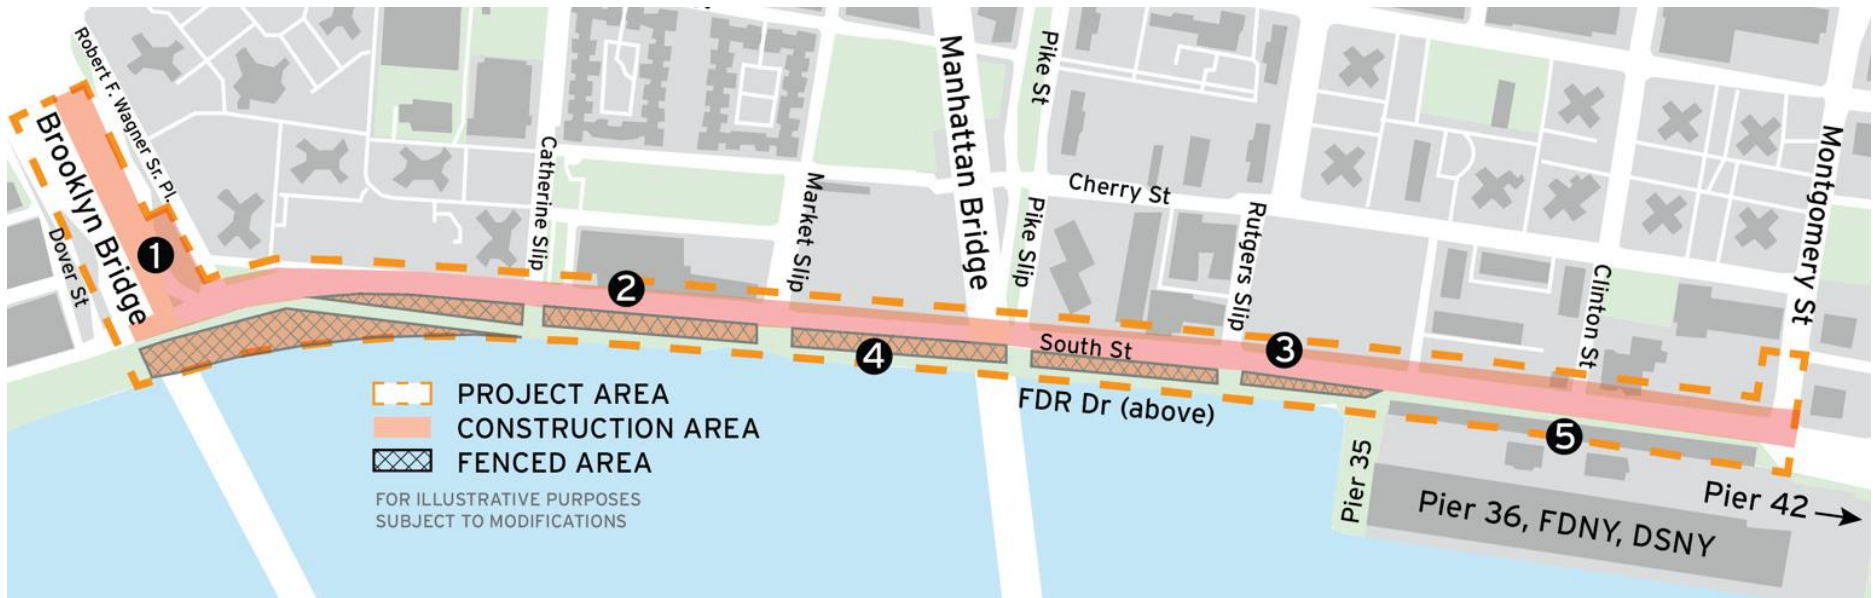 Robert F. Wagner Sr. Pl.
Brooklyn Bridge
Dover St
1
Catherine Slip
2
Market Slip
4
Manhattan Bridge
Pike St
Pike Slip
Cherry St
South St
FDR Dr (above)
Rutgers Slip
3
Clinton St
Montgomery St
5
Pier 35
Pier 36, FDNY, DSNY
Pier 42
PROJECT AREA
CONSTRUCTION AREA
FENCED AREA
FOR ILLUSTRATIVE PURPOSES
SUBJECT TO MODIFICATIONS